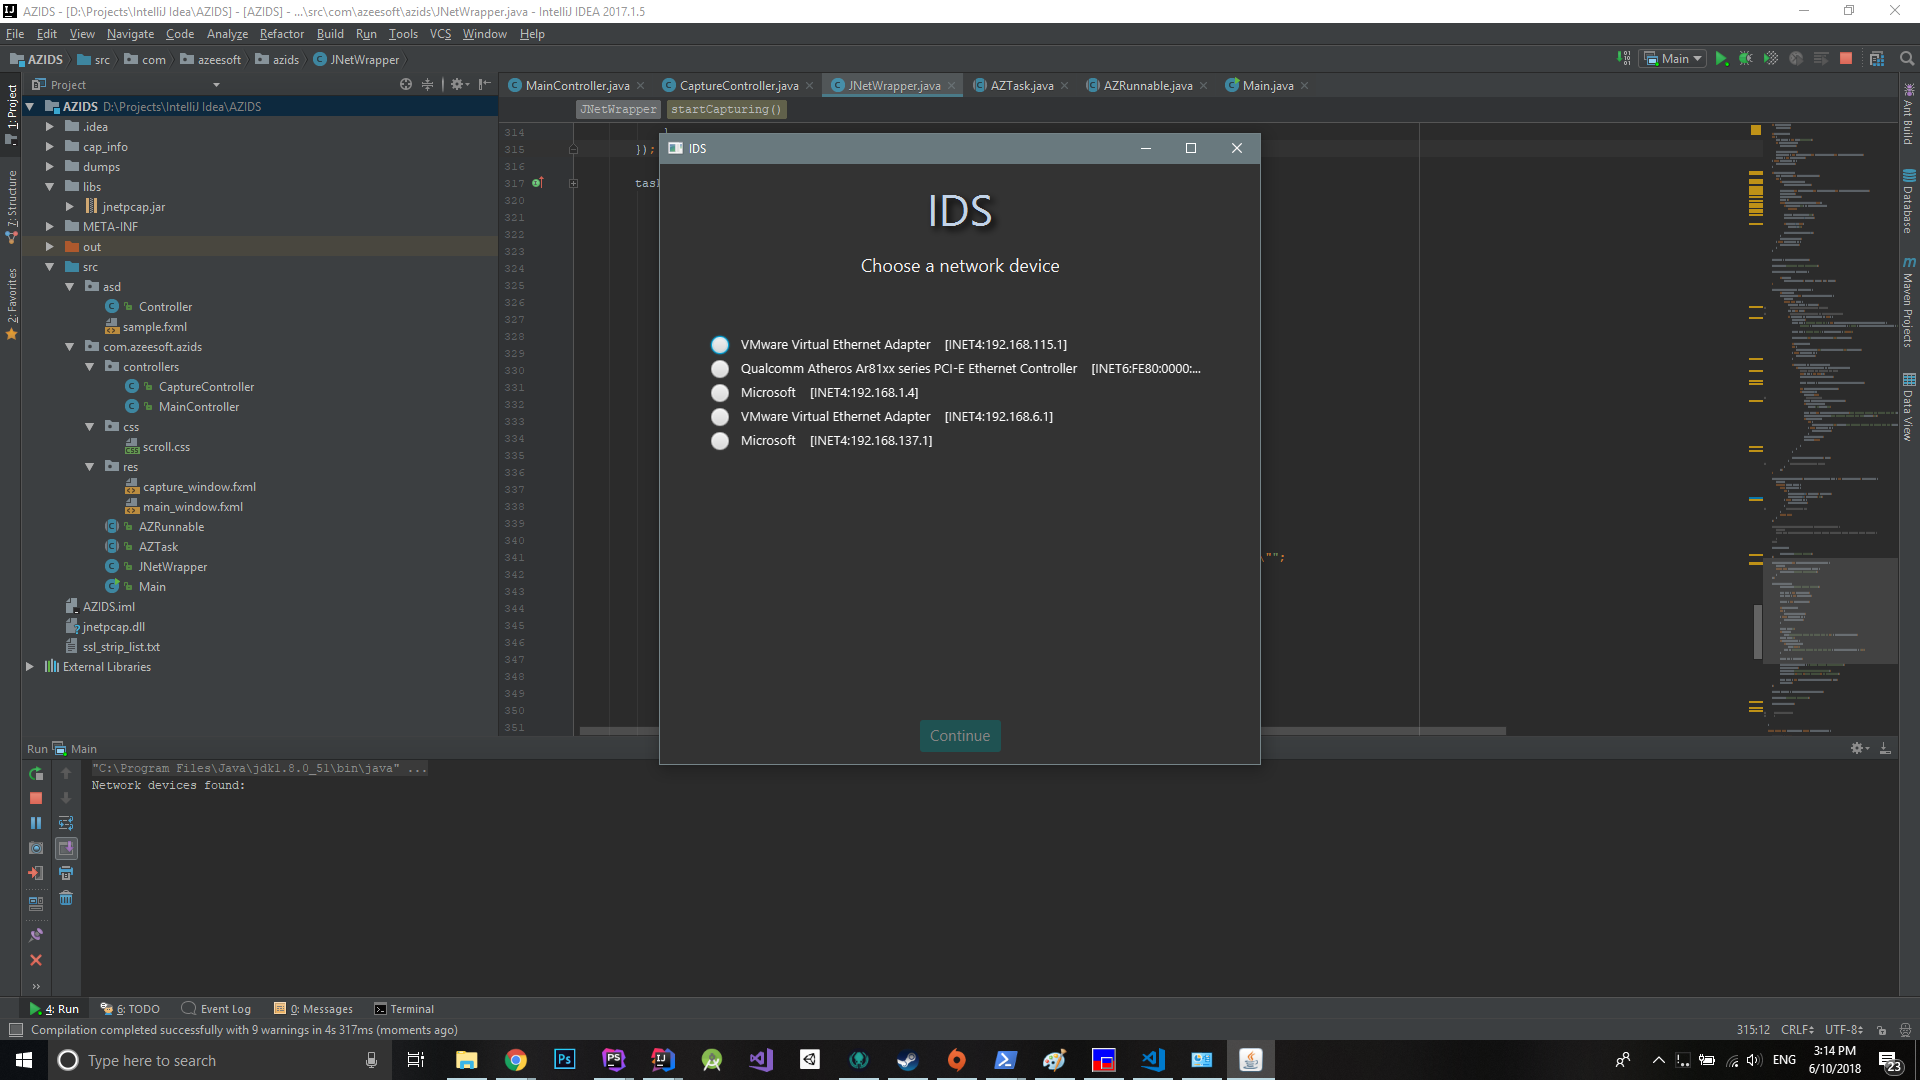 AZIDS - [D:\Projects\IntelliJ Idea\AZIDS] - [AZIDS] - ...\src\com\azeesoft\azids\JNetWrapper.java - IntelliJ IDEA 2017.1.5
File Edit View Navigate Code Analyze Refactor Build Run Tools VCS Window Help
AZIDS src com azeesoft azids JNetWrapper
Main
Project
MainController.java CaptureController.java JNetWrapper.java AZTask.java AZRunnable.java Main.java
JNetWrapper startCapturing()
1: Project
7: Structure
2: Favorites
AZIDS D:\Projects\IntelliJ Idea\AZIDS
.idea
cap_info
dumps
libs
jnetpcap.jar
META-INF
out
src
asd
Controller
sample.fxml
com.azeesoft.azids
controllers
CaptureController
MainController
css
scroll.css
res
capture_window.fxml
main_window.fxml
AZRunnable
AZTask
JNetWrapper
Main
AZIDS.iml
jnetpcap.dll
ssl_strip_list.txt
External Libraries
314
315 });
316
317 tas
320
321
322
323
324
325
326
327
328
329
330
331
332
333
334
335
336
337
338
339
340
341 \"";
342
343
344
345
346
347
348
349
350
351
IDS
IDS
Choose a network device
VMware Virtual Ethernet Adapter [INET4:192.168.115.1]
Qualcomm Atheros Ar81xx series PCI-E Ethernet Controller [INET6:FE80:0000:...
Microsoft [INET4:192.168.1.4]
VMware Virtual Ethernet Adapter [INET4:192.168.6.1]
Microsoft [INET4:192.168.137.1]
Continue
Ant Build
Database
Maven Projects
Data View
Run Main
"C:\Program Files\Java\jdk1.8.0_51\bin\java" ...
Network devices found:
4: Run 6: TODO Event Log 0: Messages Terminal
Compilation completed successfully with 9 warnings in 4s 317ms (moments ago)
315:12 CRLF UTF-8
Type here to search
Ps PS IJ
ENG
3:14 PM
6/10/2018
23